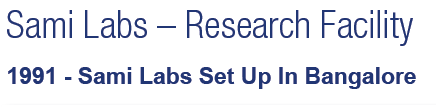 Sami Labs – Research Facility
1991 - Sami Labs Set Up In Bangalore